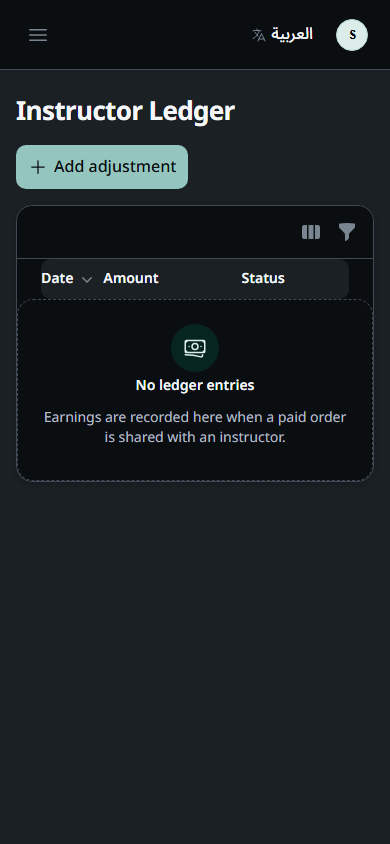 العربية
S
Instructor Ledger
Add adjustment
Date Amount Status
No ledger entries
Earnings are recorded here when a paid order
is shared with an instructor.